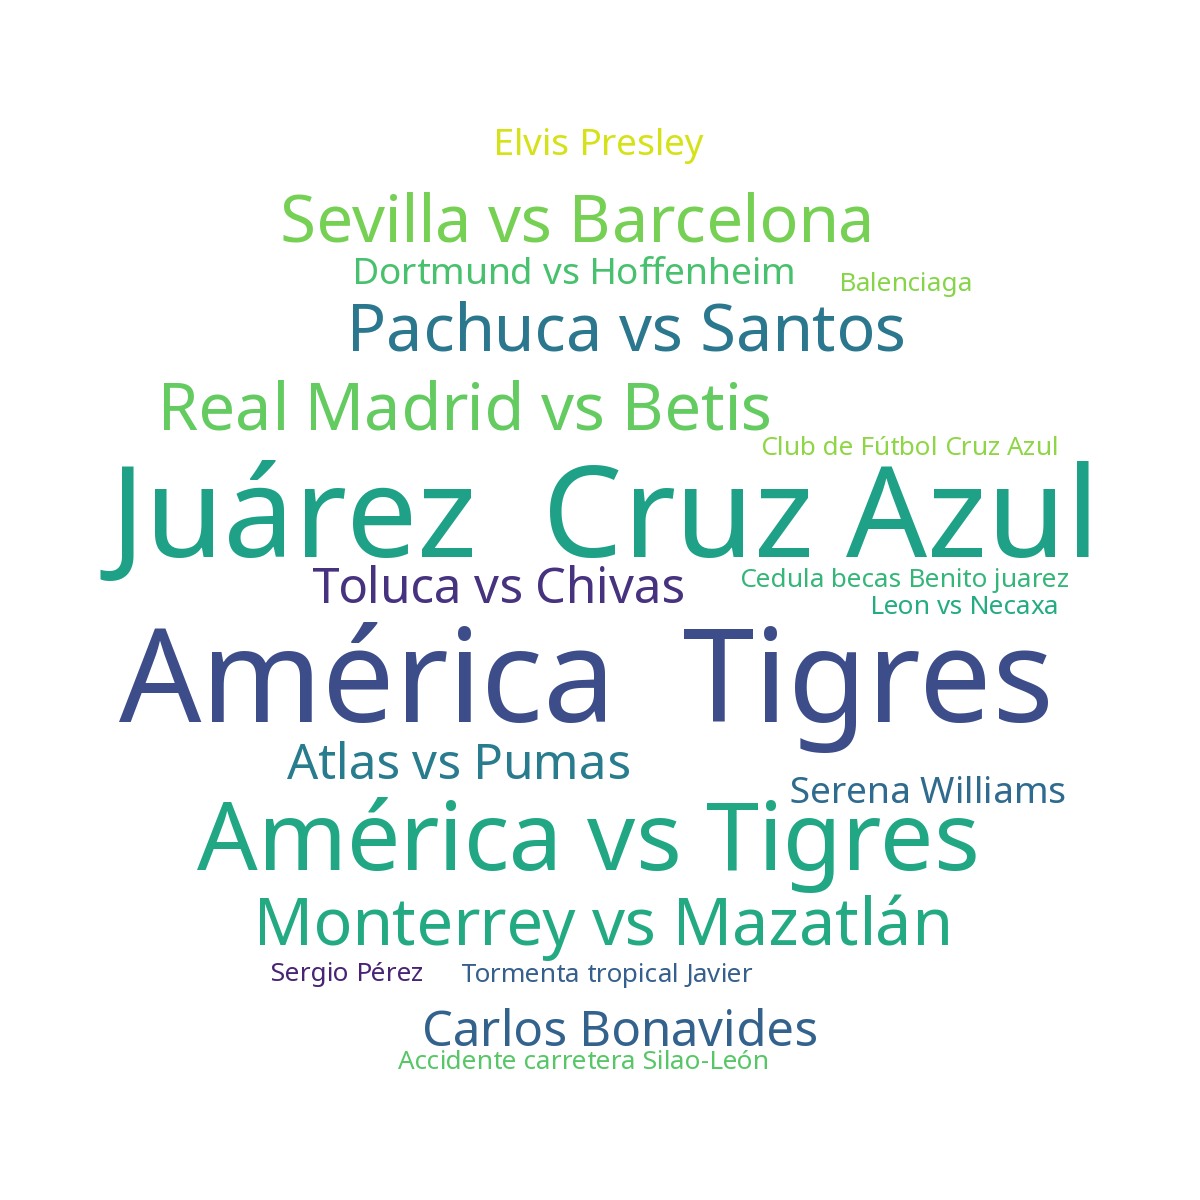 Elvis Presley
Sevilla vs Barcelona
Dortmund vs Hoffenheim
Balenciaga
Pachuca vs Santos
Real Madrid vs Betis
Club de Fútbol Cruz Azul
Juárez  Cruz Azul
Toluca vs Chivas
Cedula becas Benito juarez
Leon vs Necaxa
América  Tigres
Atlas vs Pumas
Serena Williams
América vs Tigres
Monterrey vs Mazatlán
Sergio Pérez
Tormenta tropical Javier
Carlos Bonavides
Accidente carretera Silao-León